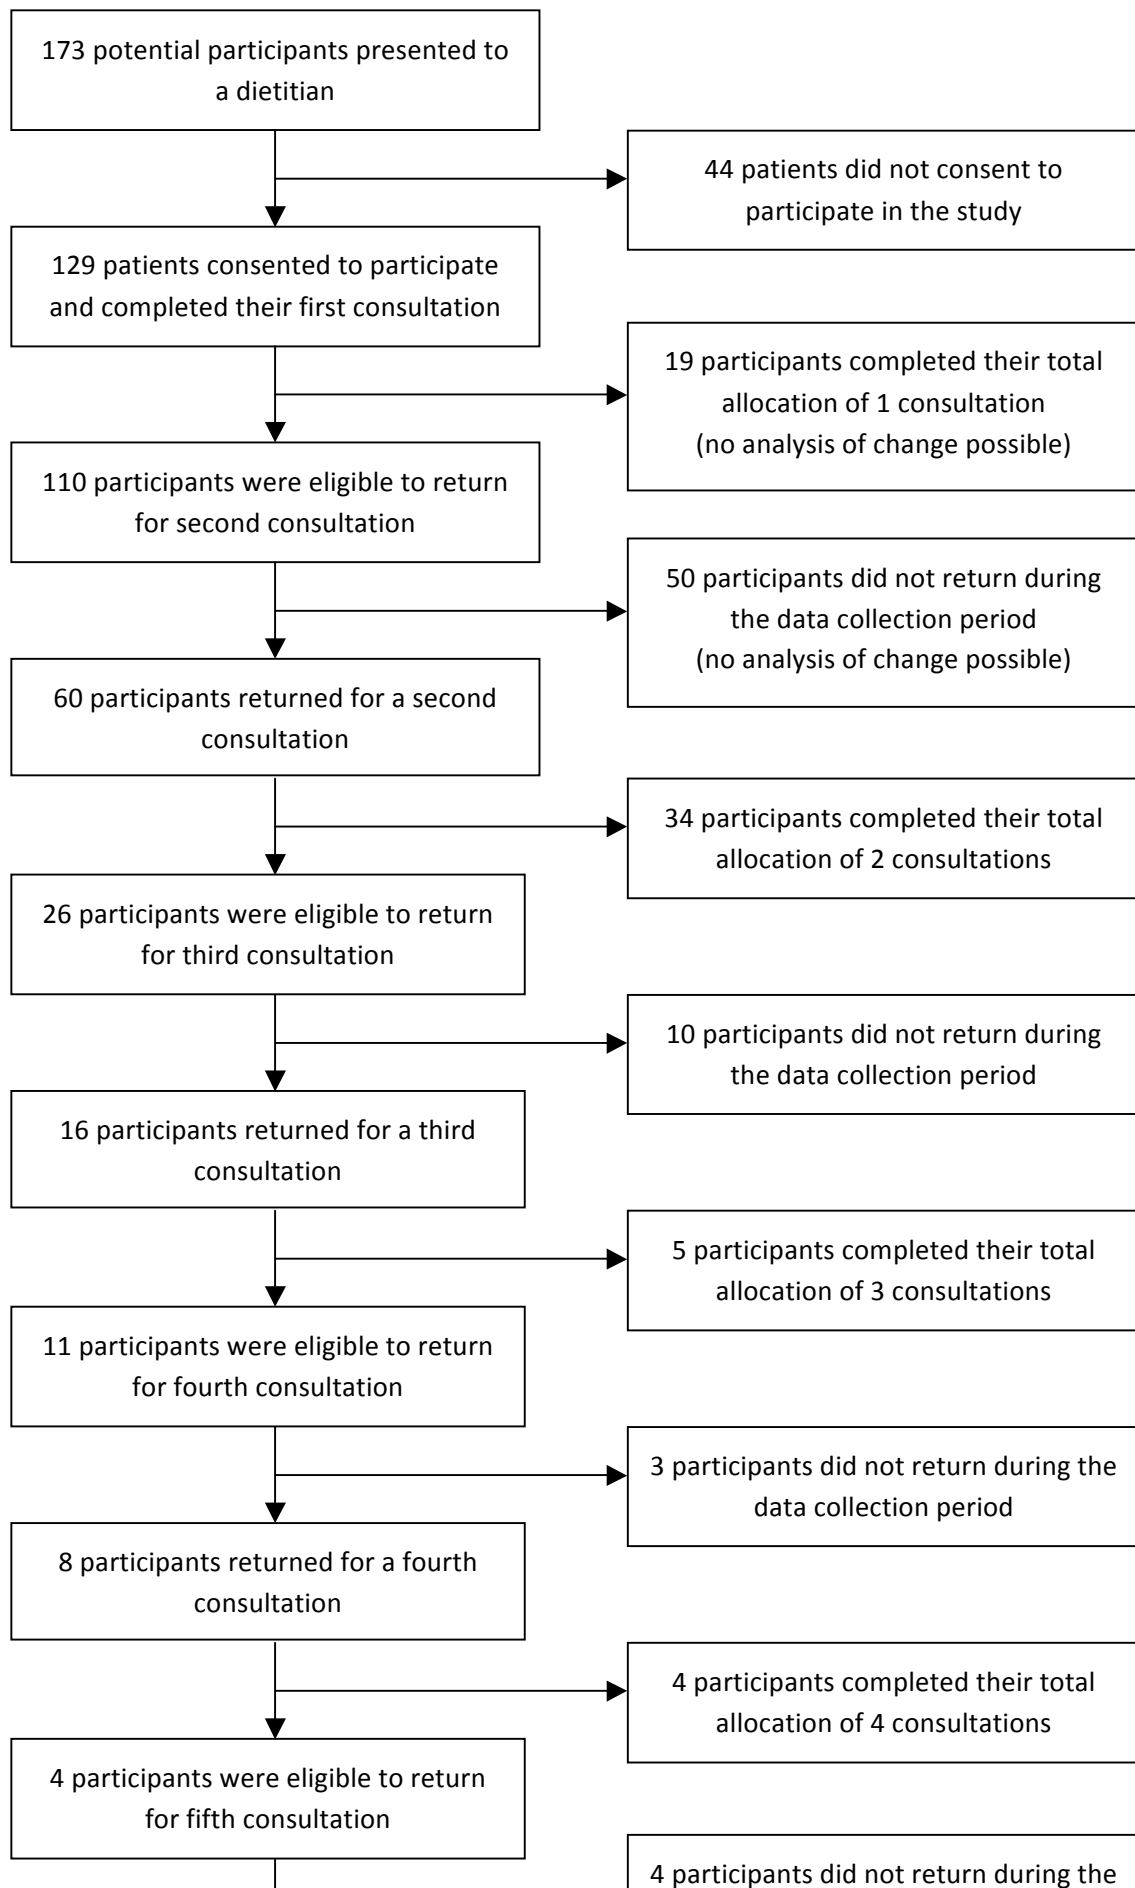 173 potential participants presented to
a dietitian
44 patients did not consent to
participate in the study
129 patients consented to participate
and completed their first consultation
19 participants completed their total
allocation of 1 consultation
(no analysis of change possible)
110 participants were eligible to return
for second consultation
50 participants did not return during
the data collection period
(no analysis of change possible)
60 participants returned for a second
consultation
34 participants completed their total
allocation of 2 consultations
26 participants were eligible to return
for third consultation
10 participants did not return during
the data collection period
16 participants returned for a third
consultation
5 participants completed their total
allocation of 3 consultations
11 participants were eligible to return
for fourth consultation
3 participants did not return during the
data collection period
8 participants returned for a fourth
consultation
4 participants completed their total
allocation of 4 consultations
4 participants were eligible to return
for fifth consultation
4 participants did not return during the